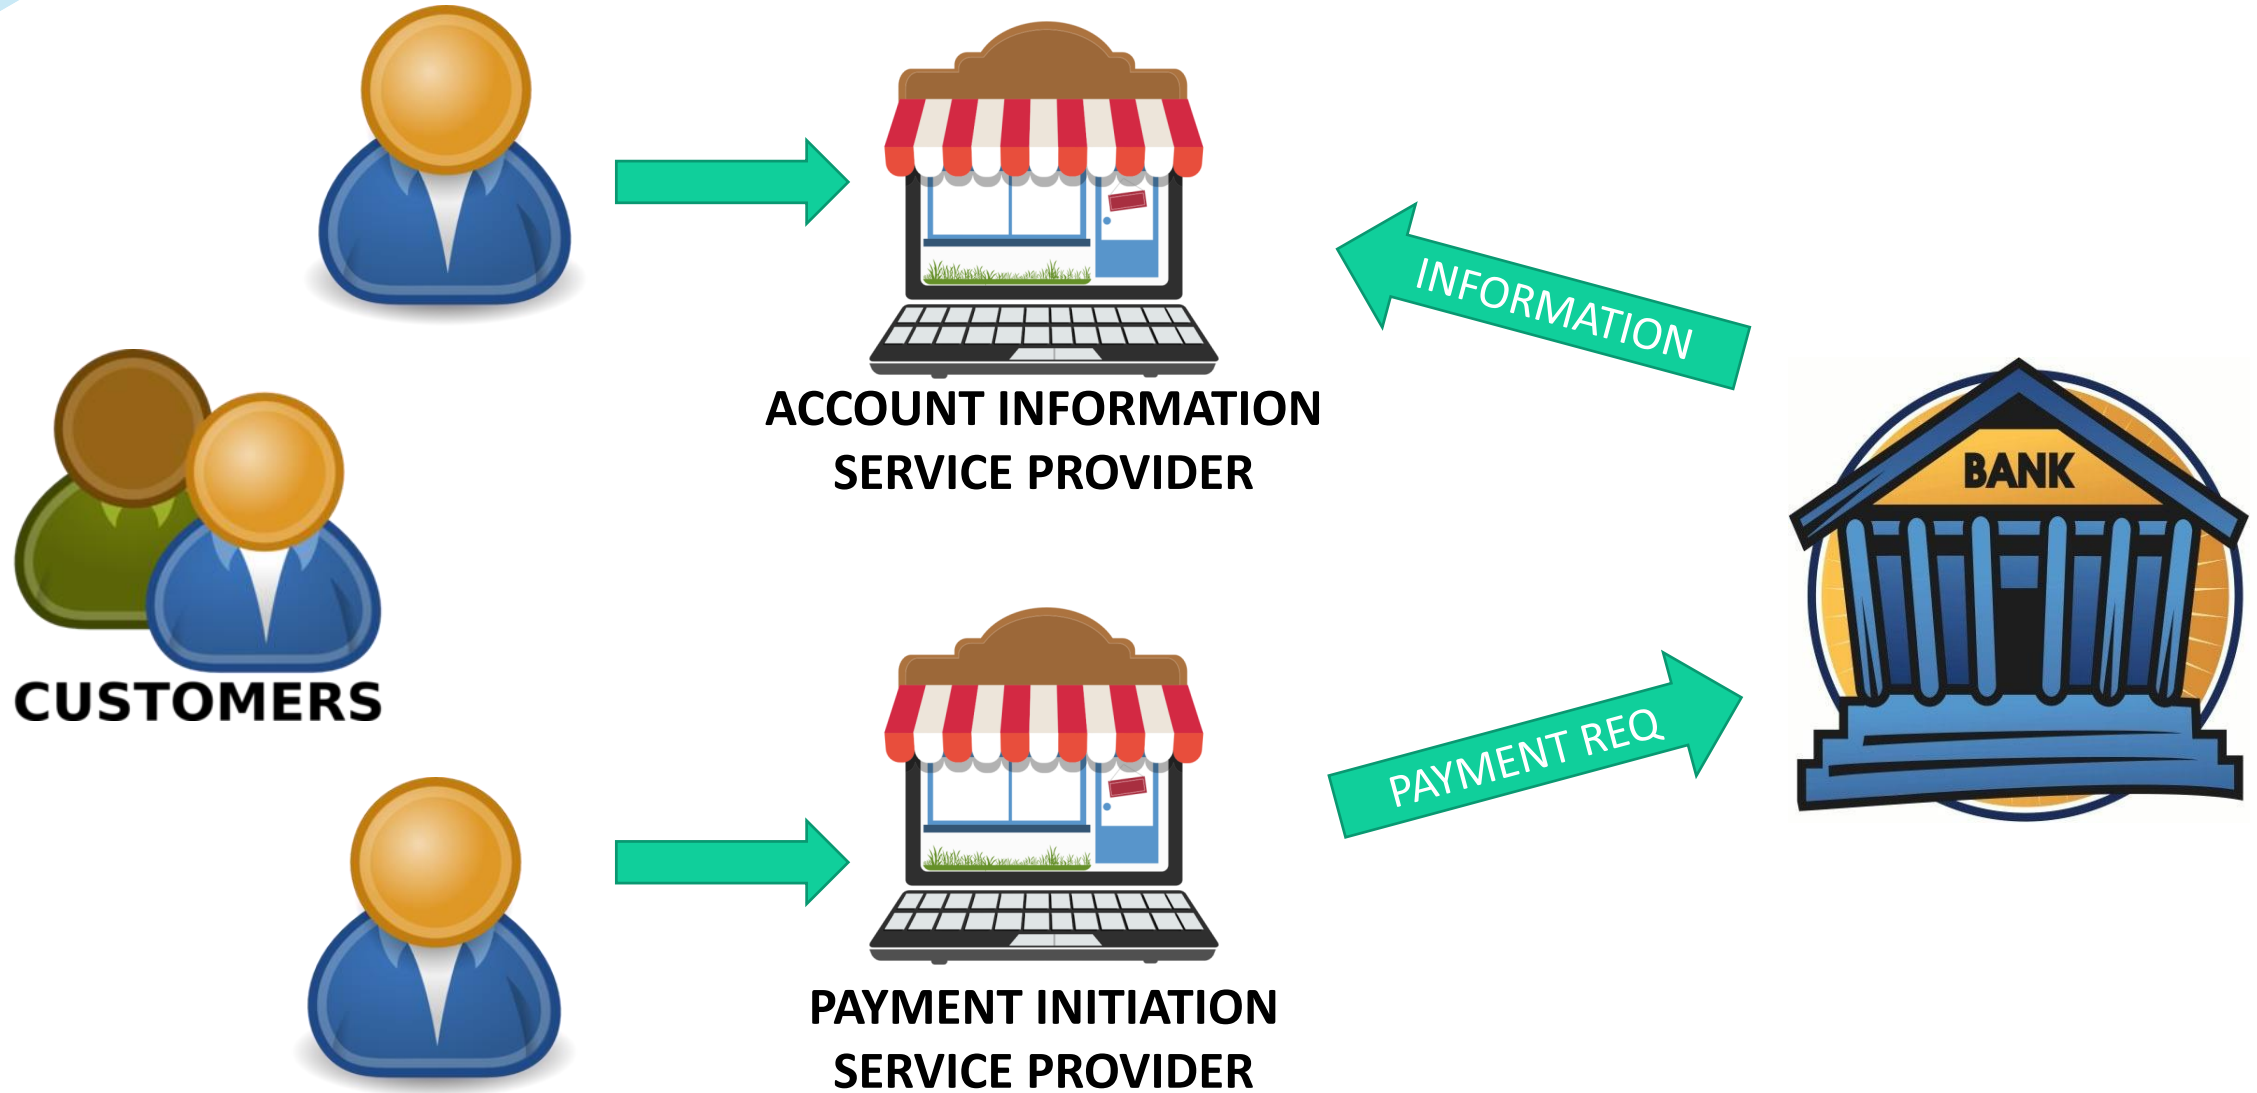 INFORMATION
ACCOUNT INFORMATION
SERVICE PROVIDER
BANK
CUSTOMERS
PAYMENT REQ
PAYMENT INITIATION
SERVICE PROVIDER